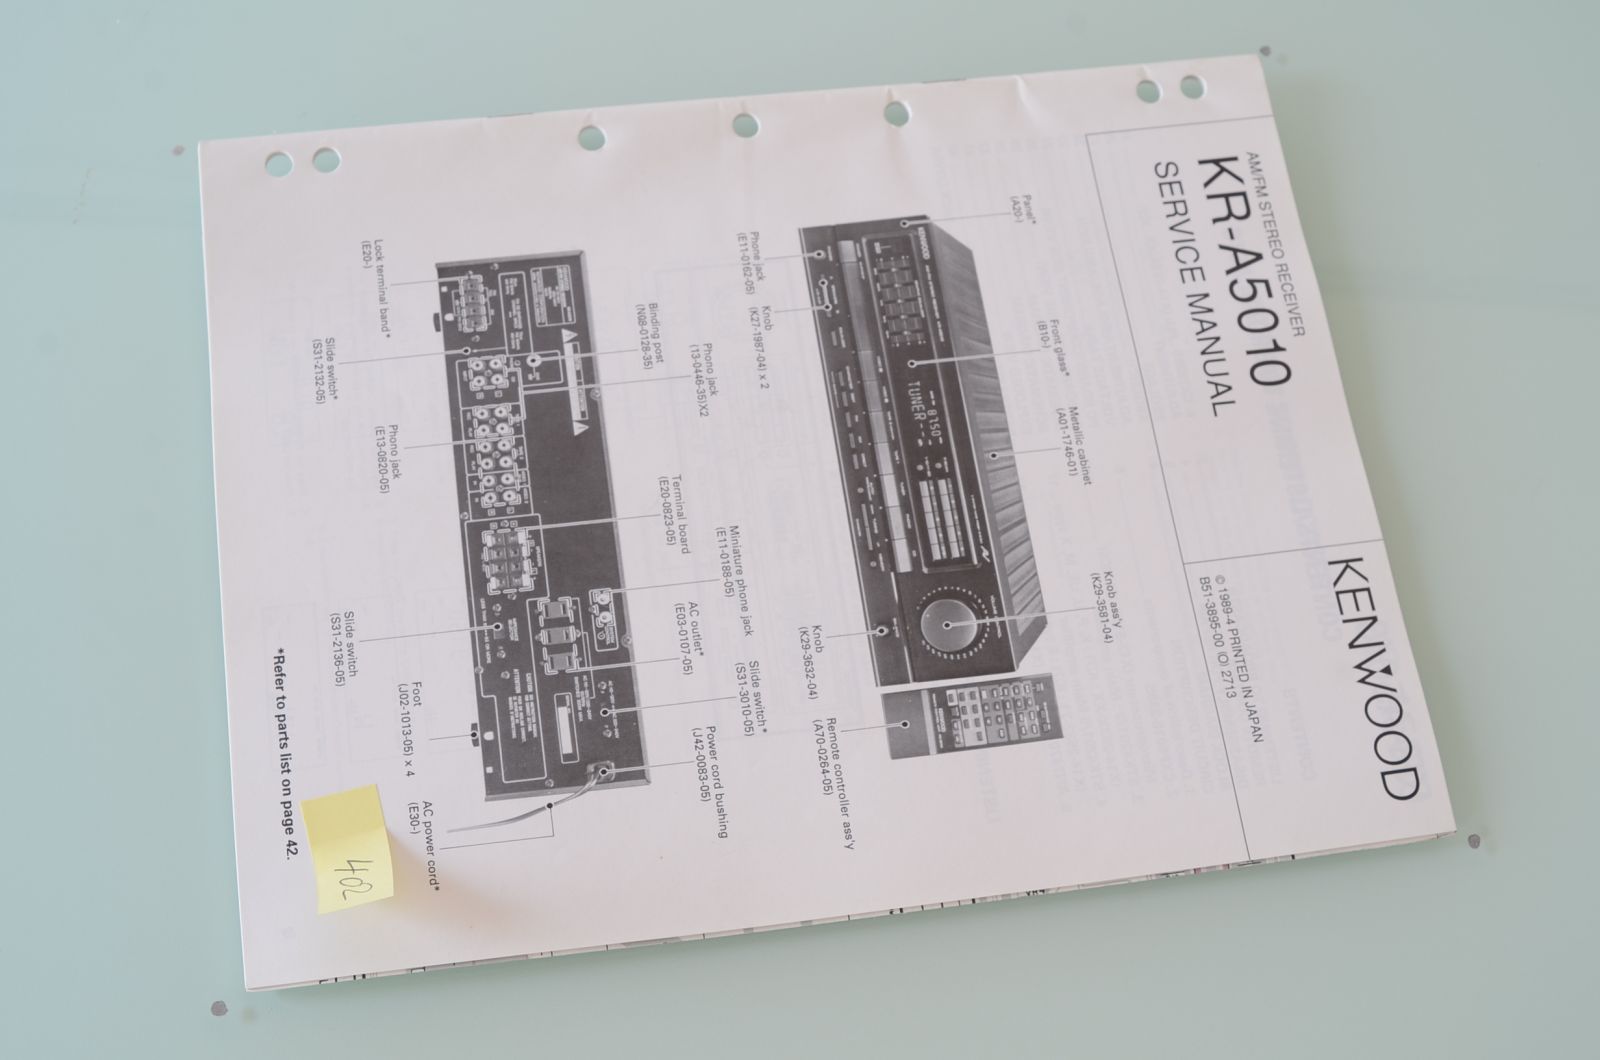 AM/FM STEREO RECEIVER
KR-A5010
SERVICE MANUAL
KENWOOD
© 1989-4 PRINTED IN JAPAN
B51-3895-00 (O) 2713
Panel*
(A20-)
Front glass*
(B10-)
Metallic cabinet
(A01-1746-01)
Knob ass'y
(K29-3581-04)
KENWOOD
8750
TUNER
Phone jack
(E11-0162-05)
Knob
(K27-1987-04) x 2
Knob
(K29-3632-04)
Remote controller ass'y
(A70-0264-05)
Binding post
(N08-0128-35)
Phono jack
(13-0446-35)X2
Terminal board
(E20-0823-05)
Miniature phone jack
(E11-0188-05)
AC outlet*
(E03-0107-05)
Slide switch*
(S31-3010-05)
Power cord bushing
(J42-0083-05)
Lock terminal band*
(E20-)
Slide switch*
(S31-2132-05)
Phono jack
(E13-0820-05)
Slide switch
(S31-2136-05)
Foot
(J02-1013-05) x 4
AC power cord*
(E30-)
*Refer to parts list on page 42.
402